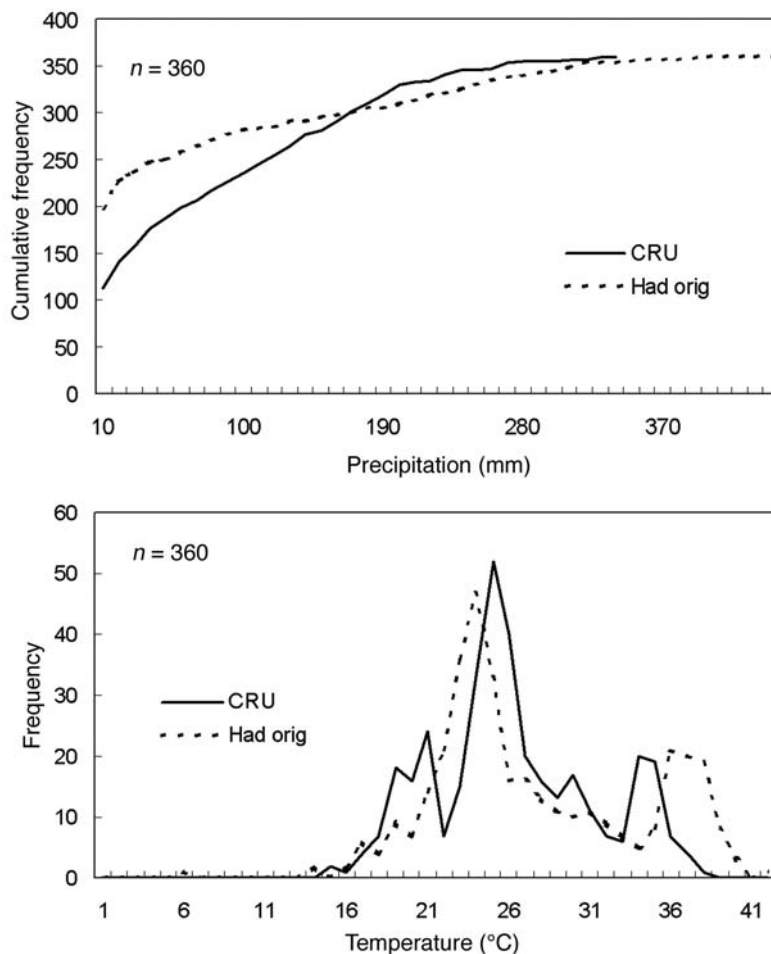 400
350
300
250
200
150
100
50
0
Cumulative frequency
n = 360
CRU
Had orig
10 100 190 280 370
Precipitation (mm)
60
50
40
30
20
10
0
Frequency
n = 360
CRU
Had orig
1 6 11 16 21 26 31 36 41
Temperature (°C)